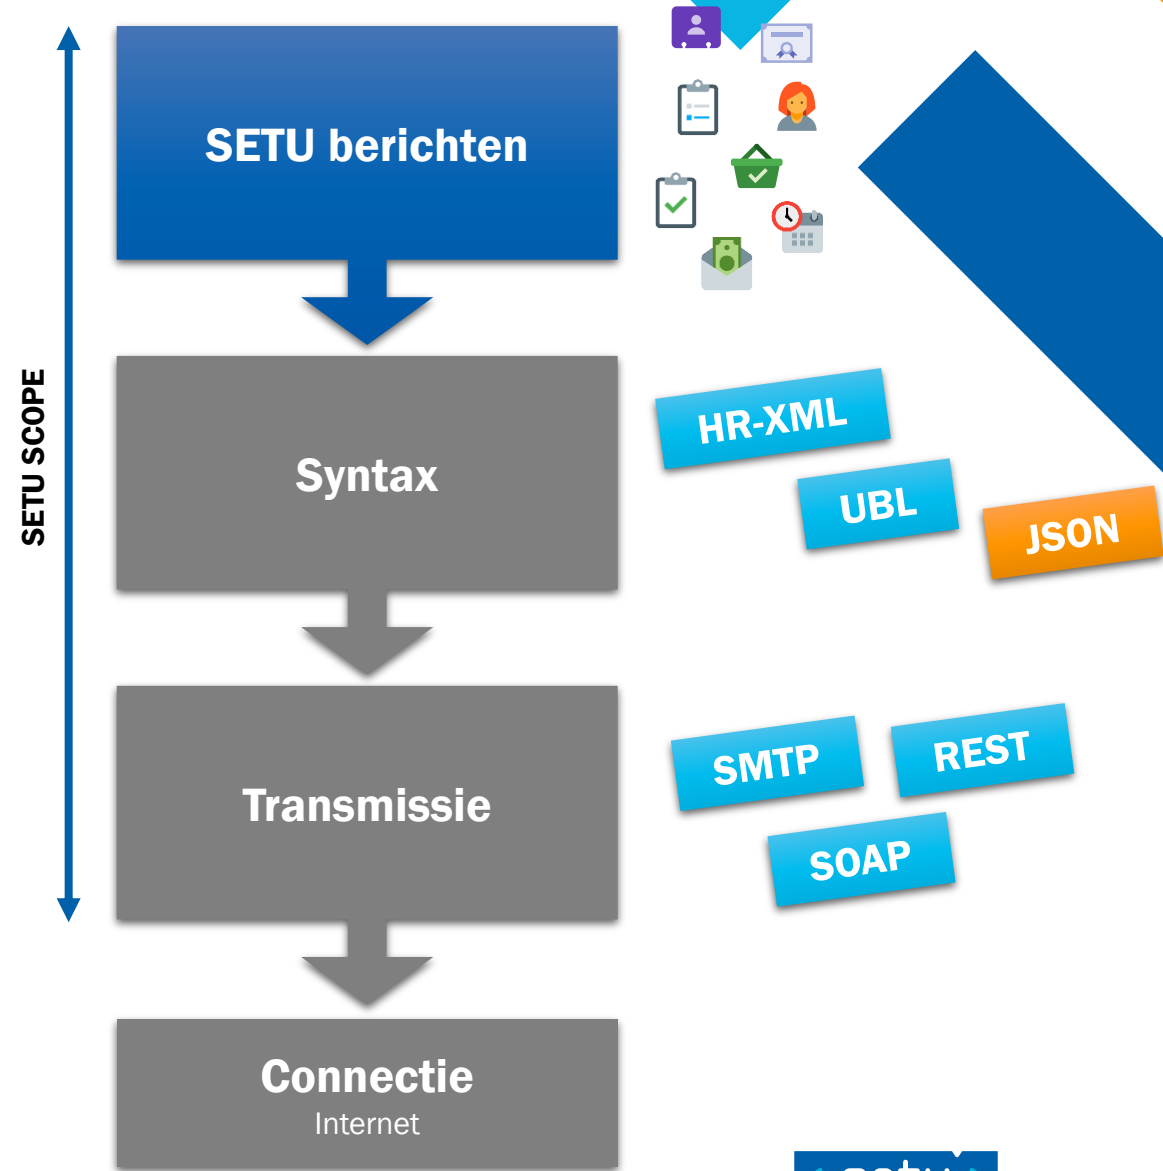 SETU berichten
SETU SCOPE
Syntax
HR-XML
UBL
JSON
Transmissie
SMTP
REST
SOAP
Connectie
Internet